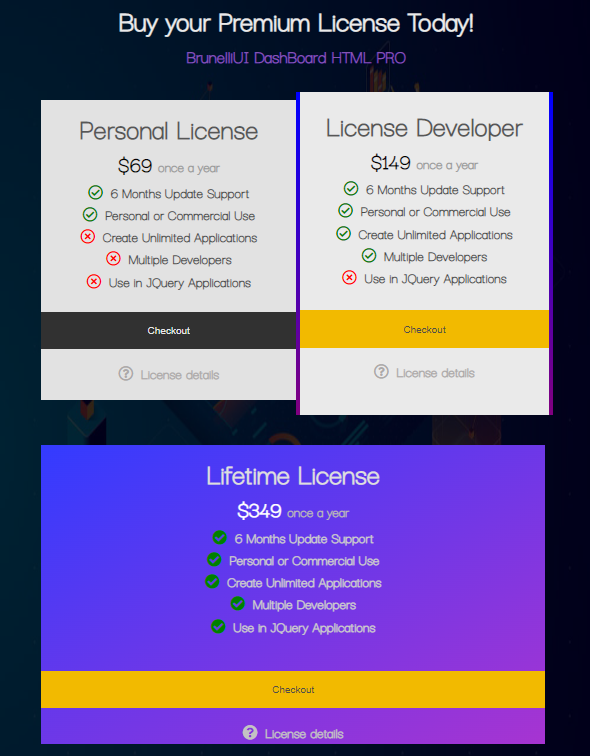 Buy your Premium License Today!
BrunelliUI DashBoard HTML PRO
Personal License
$69 once a year
6 Months Update Support
Personal or Commercial Use
Create Unlimited Applications
Multiple Developers
Use in JQuery Applications
Checkout
License details
License Developer
$149 once a year
6 Months Update Support
Personal or Commercial Use
Create Unlimited Applications
Multiple Developers
Use in JQuery Applications
Checkout
License details
Lifetime License
$349 once a year
6 Months Update Support
Personal or Commercial Use
Create Unlimited Applications
Multiple Developers
Use in JQuery Applications
Checkout
License details